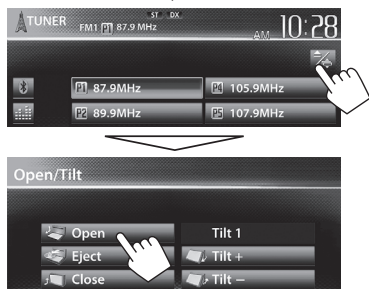 TUNER FM1 P1 87.9 MHz ST DX AM 10:28
P1 87.9MHz P4 105.9MHz
P2 89.9MHz P5 107.9MHz
Open/Tilt
Open Tilt 1
Eject Tilt +
Close Tilt –